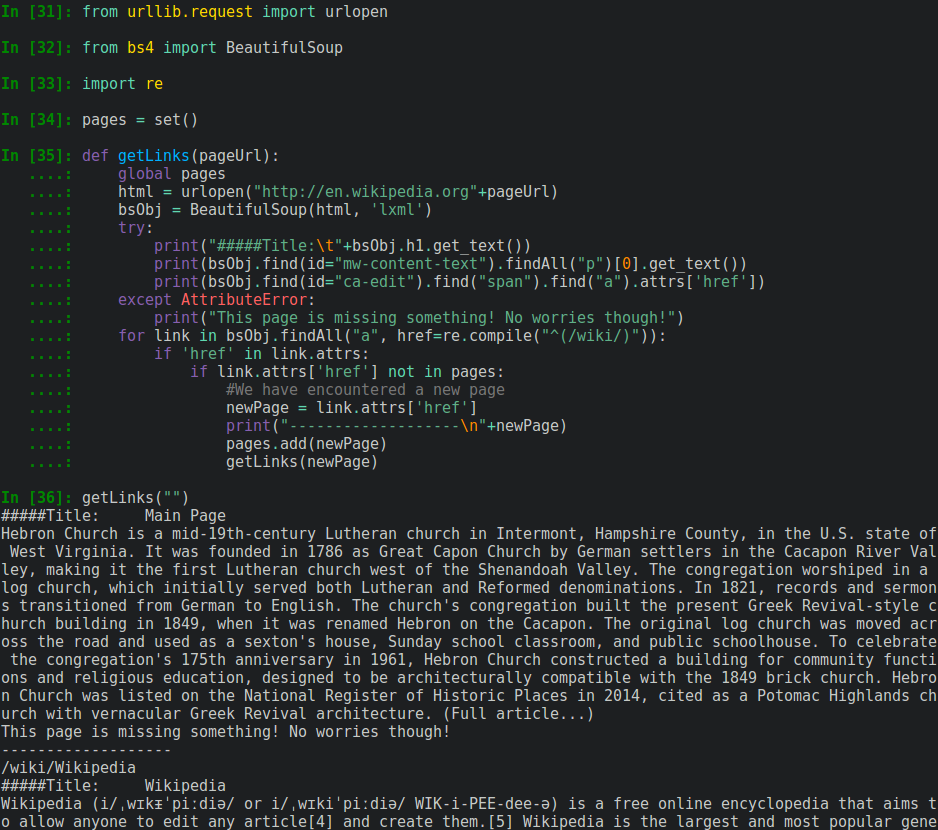 In [31]: from urllib.request import urlopen
In [32]: from bs4 import BeautifulSoup
In [33]: import re
In [34]: pages = set()
In [35]: def getLinks(pageUrl):
   ....:     global pages
   ....:     html = urlopen("http://en.wikipedia.org"+pageUrl)
   ....:     bsObj = BeautifulSoup(html, 'lxml')
   ....:     try:
   ....:         print("#####Title:\t"+bsObj.h1.get_text())
   ....:         print(bsObj.find(id="mw-content-text").findAll("p")[0].get_text())
   ....:         print(bsObj.find(id="ca-edit").find("span").find("a").attrs['href'])
   ....:     except AttributeError:
   ....:         print("This page is missing something! No worries though!")
   ....:     for link in bsObj.findAll("a", href=re.compile("^(/wiki/)")):
   ....:         if 'href' in link.attrs:
   ....:             if link.attrs['href'] not in pages:
   ....:                 #We have encountered a new page
   ....:                 newPage = link.attrs['href']
   ....:                 print("-------------------\n"+newPage)
   ....:                 pages.add(newPage)
   ....:                 getLinks(newPage)
In [36]: getLinks("")
#####Title:     Main Page
Hebron Church is a mid-19th-century Lutheran church in Intermont, Hampshire County, in the U.S. state of
 West Virginia. It was founded in 1786 as Great Capon Church by German settlers in the Cacapon River Val
ley, making it the first Lutheran church west of the Shenandoah Valley. The congregation worshiped in a
log church, which initially served both Lutheran and Reformed denominations. In 1821, records and sermon
s transitioned from German to English. The church's congregation built the present Greek Revival-style c
hurch building in 1849, when it was renamed Hebron on the Cacapon. The original log church was moved acr
oss the road and used as a sexton's house, Sunday school classroom, and public schoolhouse. To celebrate
 the congregation's 175th anniversary in 1961, Hebron Church constructed a building for community functi
ons and religious education, designed to be architecturally compatible with the 1849 brick church. Hebro
n Church was listed on the National Register of Historic Places in 2014, cited as a Potomac Highlands ch
urch with vernacular Greek Revival architecture. (Full article...)
This page is missing something! No worries though!
-------------------
/wiki/Wikipedia
#####Title:     Wikipedia
Wikipedia (i/ˌwɪkɪˈpiːdiə/ or i/ˌwɪkiˈpiːdiə/ WIK-i-PEE-dee-ə) is a free online encyclopedia that aims t
o allow anyone to edit any article[4] and create them.[5] Wikipedia is the largest and most popular gene